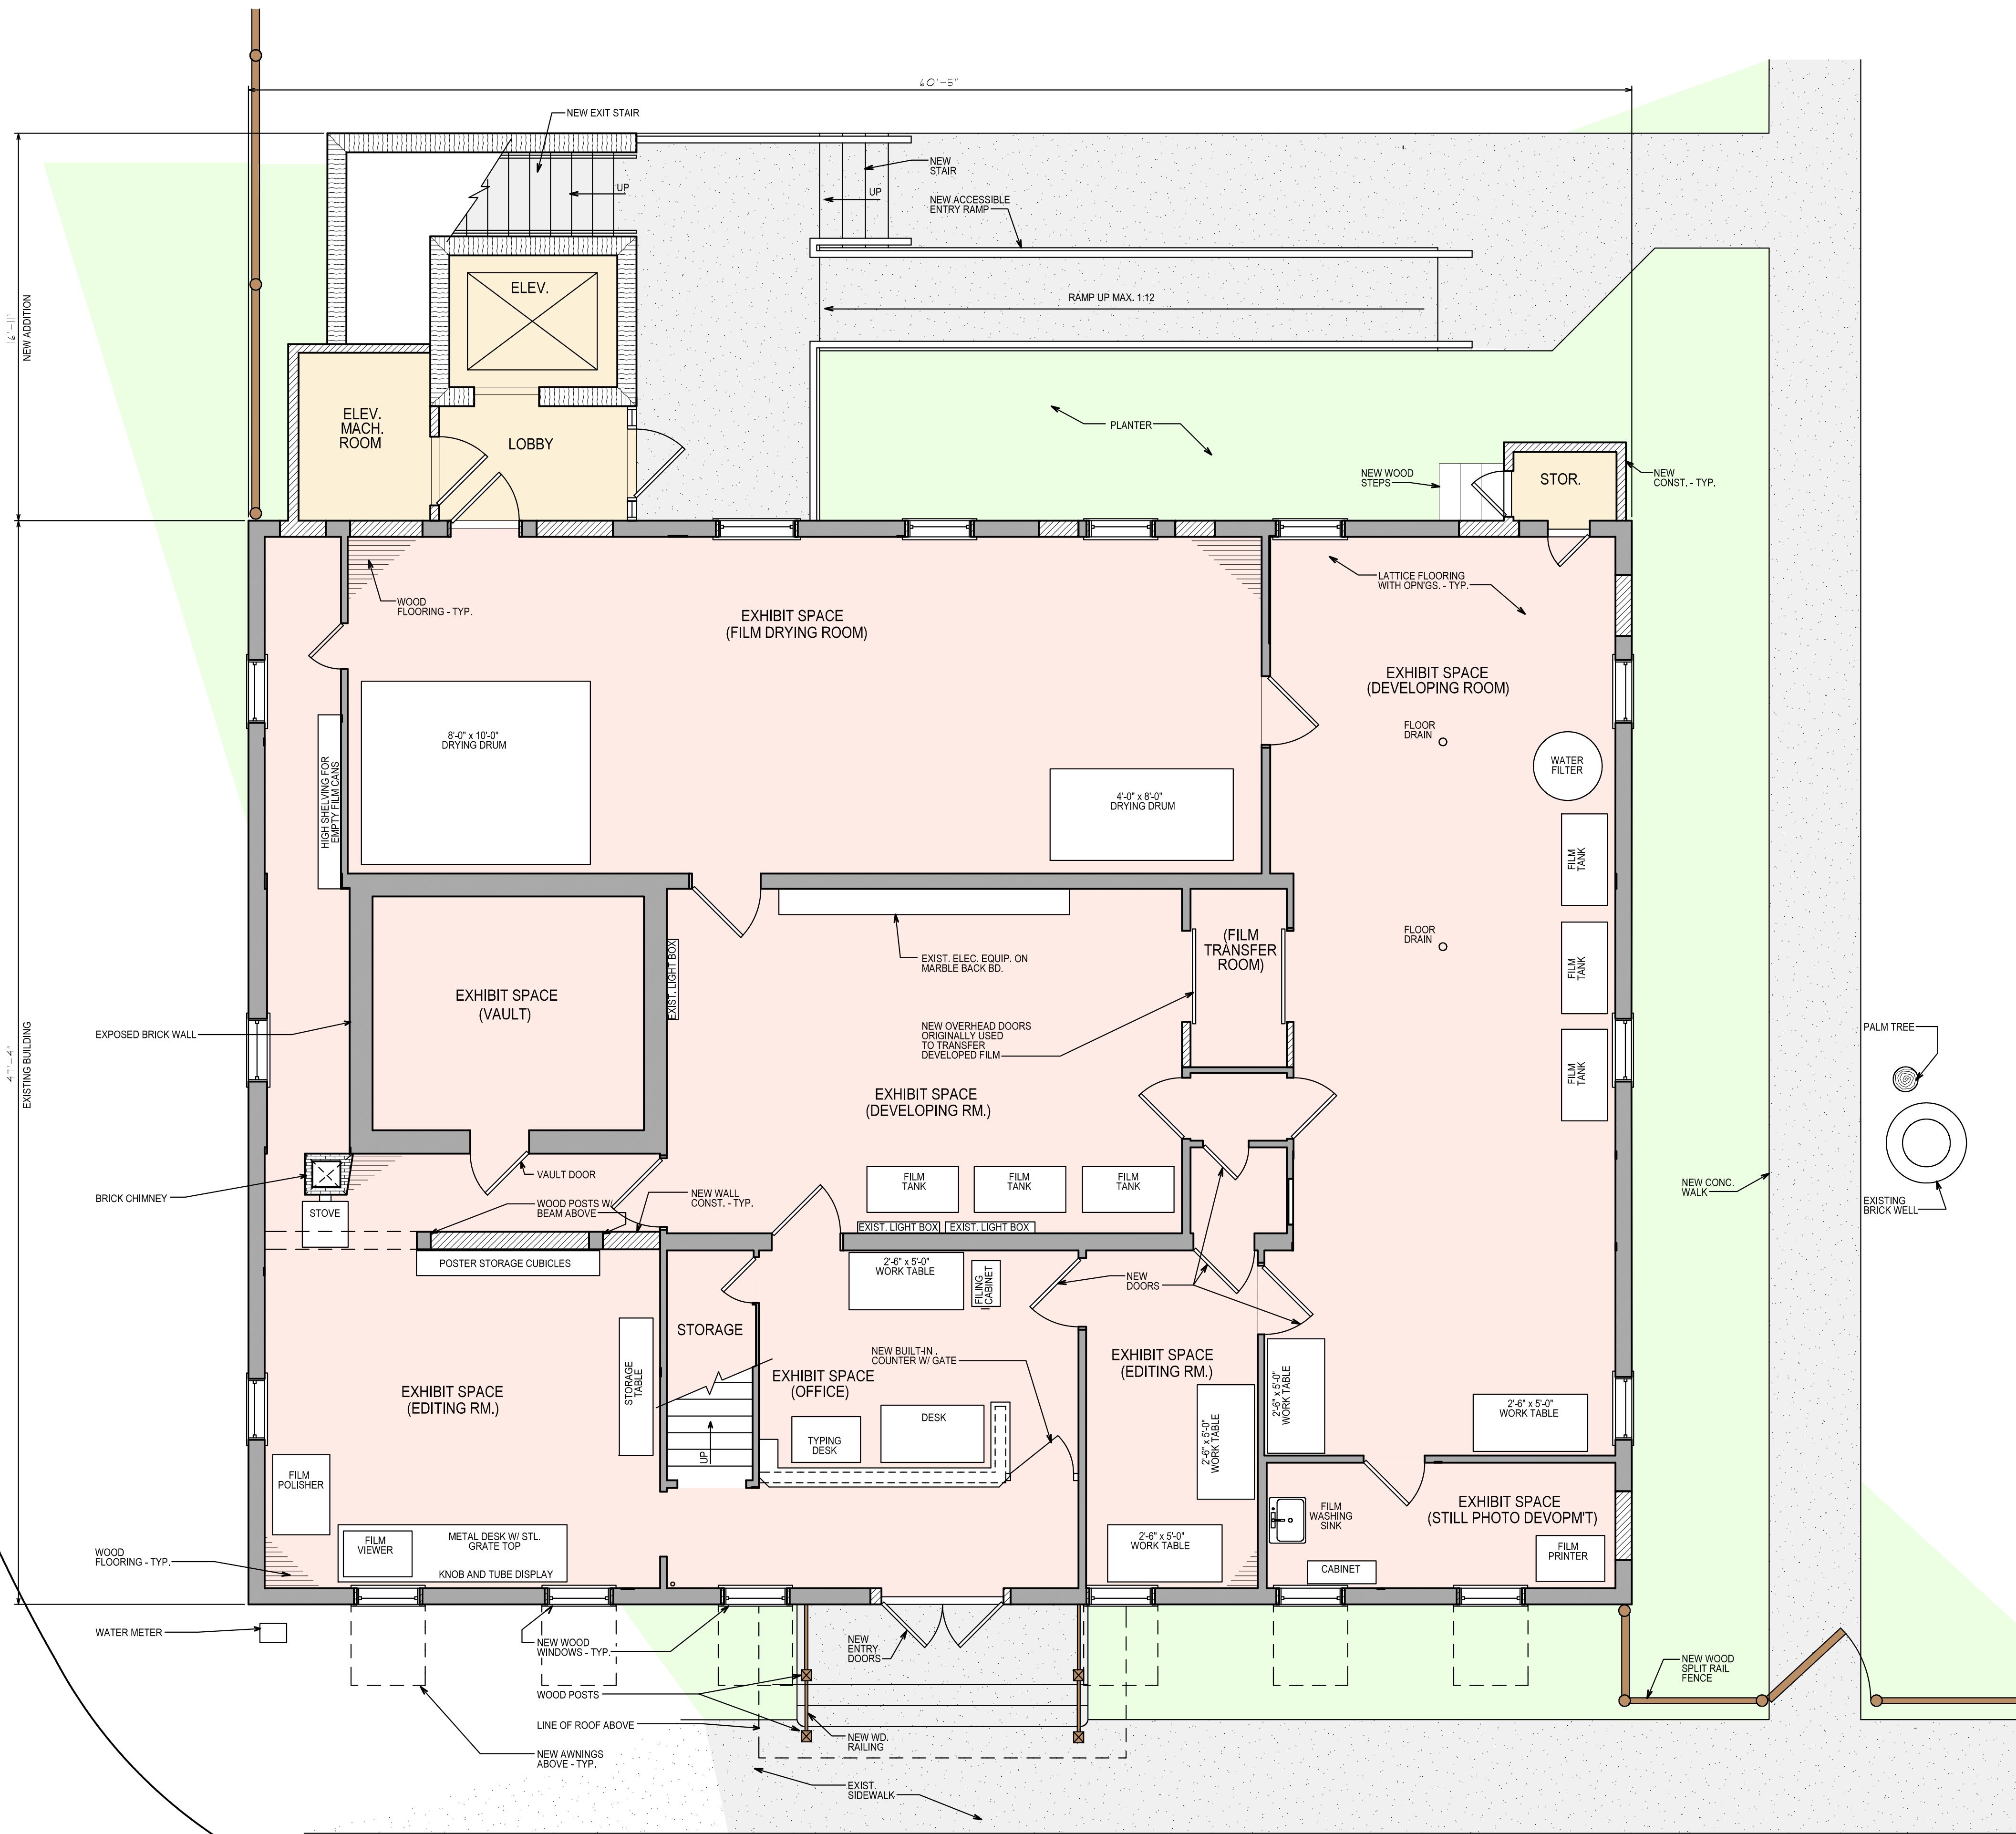 60'-5"
NEW EXIT STAIR
UP
NEW
STAIR
UP
NEW ACCESSIBLE
ENTRY RAMP
ELEV.
RAMP UP MAX. 1:12
16'-11"
NEW ADDITION
ELEV.
MACH.
ROOM
LOBBY
PLANTER
NEW WOOD
STEPS
STOR.
NEW
CONST. - TYP.
WOOD
FLOORING - TYP.
EXHIBIT SPACE
(FILM DRYING ROOM)
LATTICE FLOORING
WITH OPN'GS. - TYP.
EXHIBIT SPACE
(DEVELOPING ROOM)
FLOOR
DRAIN
8'-0" x 10'-0"
DRYING DRUM
HIGH SHELVING FOR
EMPTY FILM CANS
4'-0" x 8'-0"
DRYING DRUM
WATER
FILTER
FILM
TANK
(FILM
TRANSFER
ROOM)
FLOOR
DRAIN
FILM
TANK
EXIST. ELEC. EQUIP. ON
MARBLE BACK BD.
EXIST. LIGHT BOX
EXHIBIT SPACE
(VAULT)
EXPOSED BRICK WALL
47'-4"
EXISTING BUILDING
NEW OVERHEAD DOORS
ORIGINALLY USED
TO TRANSFER
DEVELOPED FILM
FILM
TANK
PALM TREE
EXHIBIT SPACE
(DEVELOPING RM.)
VAULT DOOR
BRICK CHIMNEY
WOOD POSTS W/
BEAM ABOVE
NEW WALL
CONST. - TYP.
FILM
TANK
FILM
TANK
FILM
TANK
NEW CONC.
WALK
EXISTING
BRICK WELL
STOVE
EXIST. LIGHT BOX
EXIST. LIGHT BOX
POSTER STORAGE CUBICLES
2'-6" x 5'-0"
WORK TABLE
FILING
CABINET
NEW
DOORS
STORAGE
STORAGE
TABLE
NEW BUILT-IN .
COUNTER W/ GATE
EXHIBIT SPACE
(OFFICE)
EXHIBIT SPACE
(EDITING RM.)
EXHIBIT SPACE
(EDITING RM.)
2'-6" x 5'-0"
WORK TABLE
2'-6" x 5'-0"
WORK TABLE
2'-6" x 5'-0"
WORK TABLE
DESK
TYPING
DESK
UP
FILM
POLISHER
FILM
WASHING
SINK
EXHIBIT SPACE
(STILL PHOTO DEVOPM'T)
FILM
VIEWER
METAL DESK W/ STL.
GRATE TOP
KNOB AND TUBE DISPLAY
2'-6" x 5'-0"
WORK TABLE
FILM
PRINTER
CABINET
WOOD
FLOORING - TYP.
WATER METER
NEW WOOD
WINDOWS - TYP.
NEW
ENTRY
DOORS
NEW WOOD
SPLIT RAIL
FENCE
WOOD POSTS
LINE OF ROOF ABOVE
NEW WD.
RAILING
NEW AWNINGS
ABOVE - TYP.
EXIST.
SIDEWALK